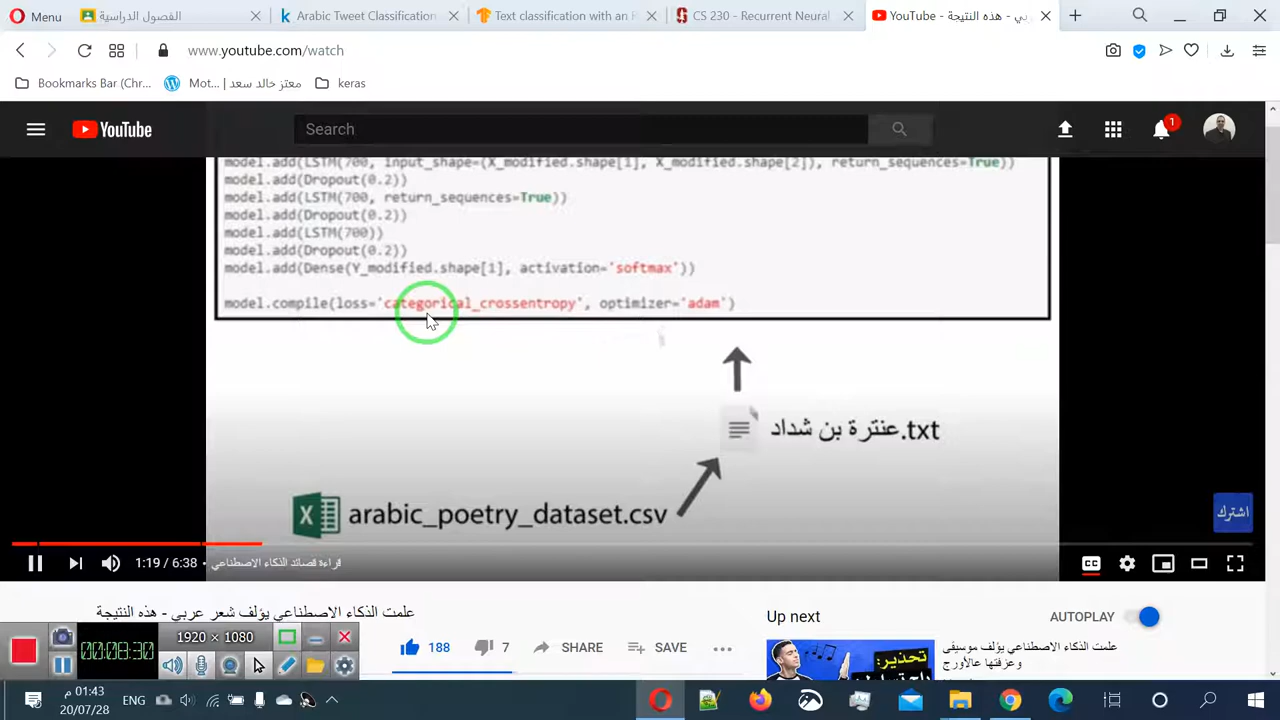 Menu
الفصول الدراسية
Arabic Tweet Classification
Text classification with an R
CS 230 - Recurrent Neural
YouTube - بي - هذه النتيجة
www.youtube.com/watch
Bookmarks Bar (Chr...
معتز خالد سعد | Mot...
keras
YouTube
Search
1
model.add(LSTM(700, input_shape=(X_modified.shape[1], X_modified.shape[2]), return_sequences=True))
model.add(Dropout(0.2))
model.add(LSTM(700, return_sequences=True))
model.add(Dropout(0.2))
model.add(LSTM(700))
model.add(Dropout(0.2))
model.add(Dense(Y_modified.shape[1], activation='softmax'))
model.compile(loss='categorical_crossentropy', optimizer='adam')
عنترة بن شداد.txt
arabic_poetry_dataset.csv
اشترك
1:19 / 6:38 • قراءة قصائد الذكاء الاصطناعي
CC
علمت الذكاء الاصطناعي يؤلف شعر عربي - هذه النتيجة
Up next
AUTOPLAY
188
7
SHARE
SAVE
علمت الذكاء الاصطناعي يؤلف موسيقى
وعزفتها عالأورج
تحذير:
00:08:30
1920 × 1080
01:43 م
20/07/28
ENG